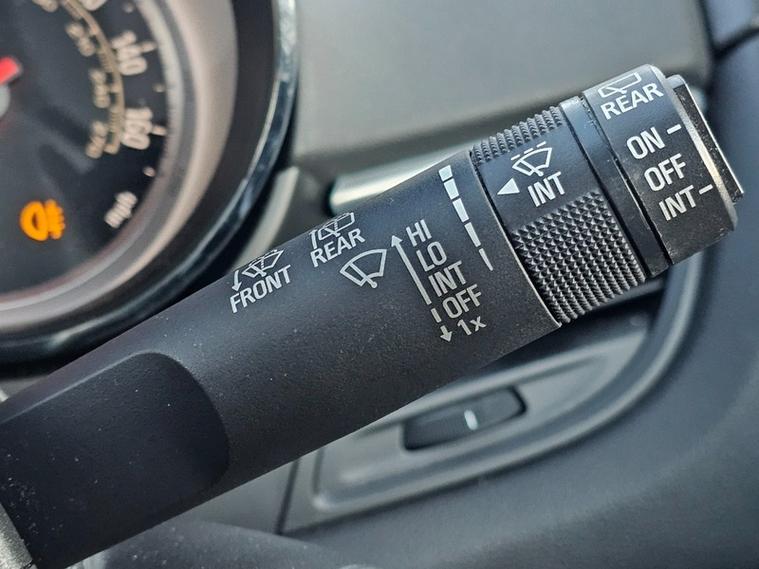 140
160
mph
FRONT
REAR
HI
LO
INT
OFF
1x
INT
REAR
ON
OFF
INT